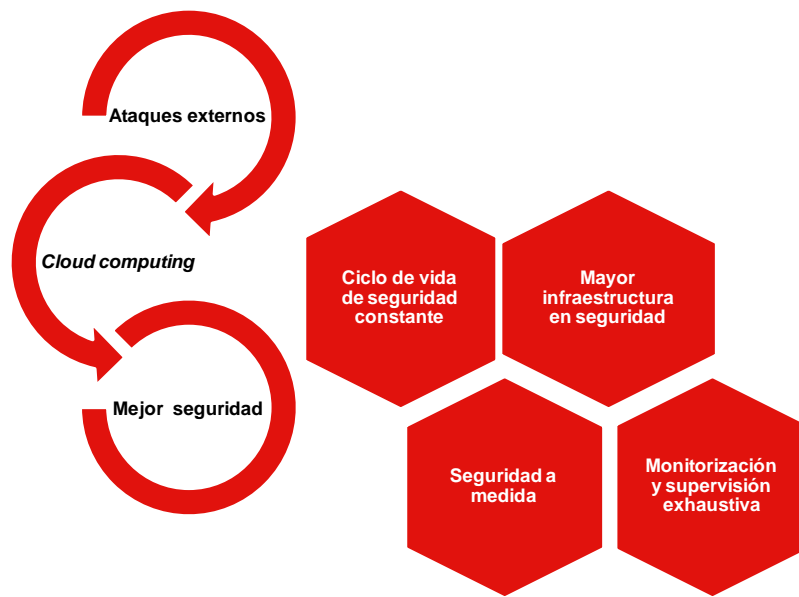 Ataques externos
Cloud computing
Mejor seguridad
Ciclo de vida
de seguridad
constante
Mayor
infraestructura
en seguridad
Seguridad a
medida
Monitorización
y supervisión
exhaustiva